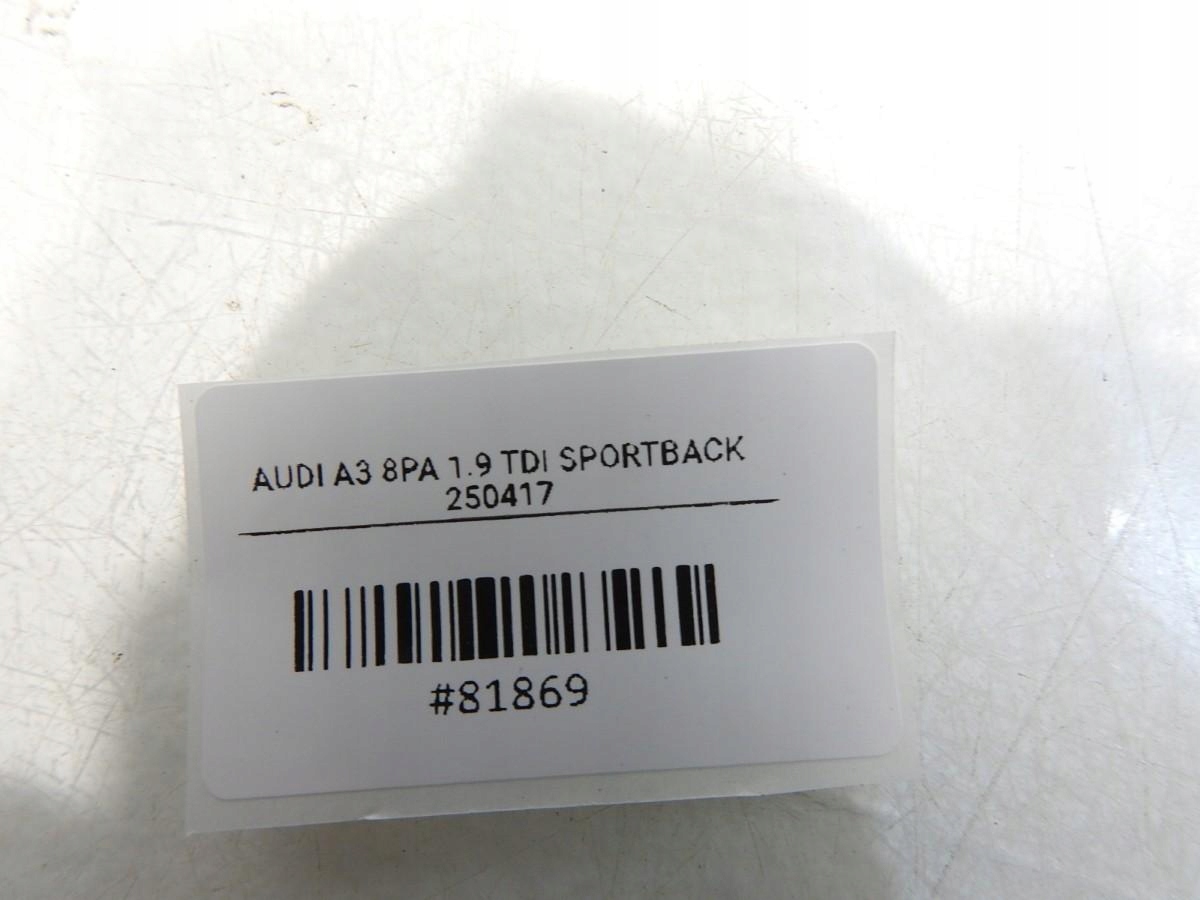 AUDI A3 8PA 1.9 TDI SPORTBACK
250417
#81869